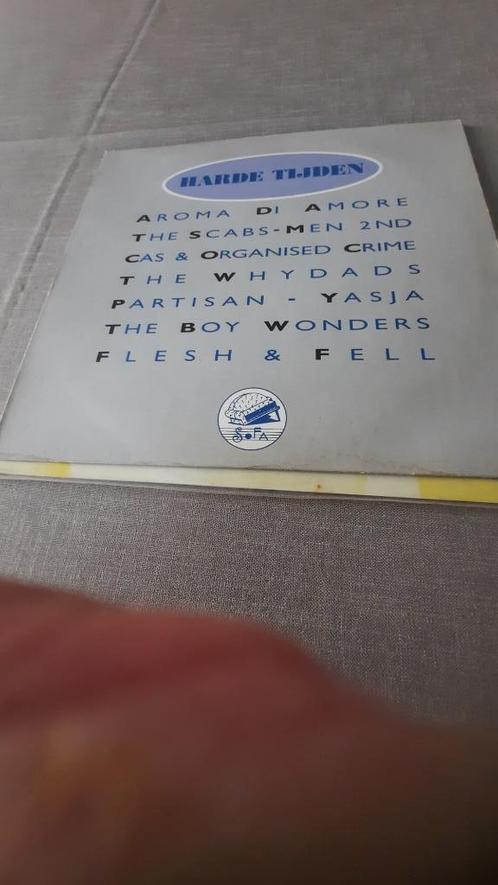 HARDE TIJDEN
AROMA DI AMORE
THE SCABS-MEN 2ND
CAS & ORGANISED CRIME
THE WHYDADS
PARTISAN - YASJA
THE BOY WONDERS
FLESH & FELL
SOFA